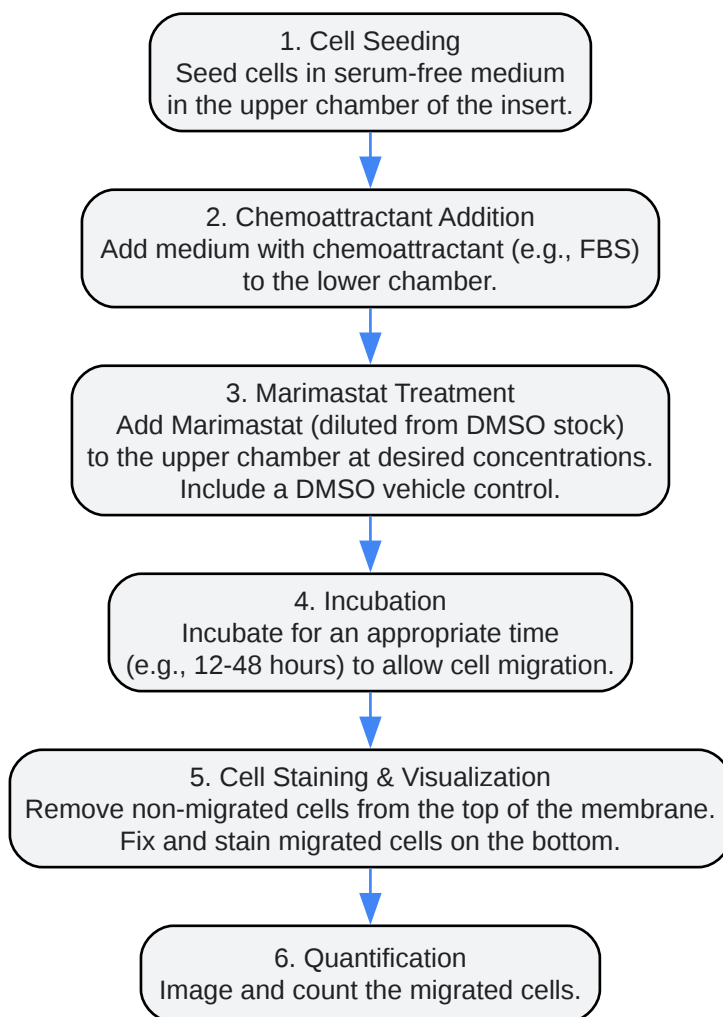 1. Cell Seeding
Seed cells in serum-free medium
in the upper chamber of the insert.
2. Chemoattractant Addition
Add medium with chemoattractant (e.g., FBS)
to the lower chamber.
3. Marimastat Treatment
Add Marimastat (diluted from DMSO stock)
to the upper chamber at desired concentrations.
Include a DMSO vehicle control.
4. Incubation
Incubate for an appropriate time
(e.g., 12-48 hours) to allow cell migration.
5. Cell Staining & Visualization
Remove non-migrated cells from the top of the membrane.
Fix and stain migrated cells on the bottom.
6. Quantification
Image and count the migrated cells.